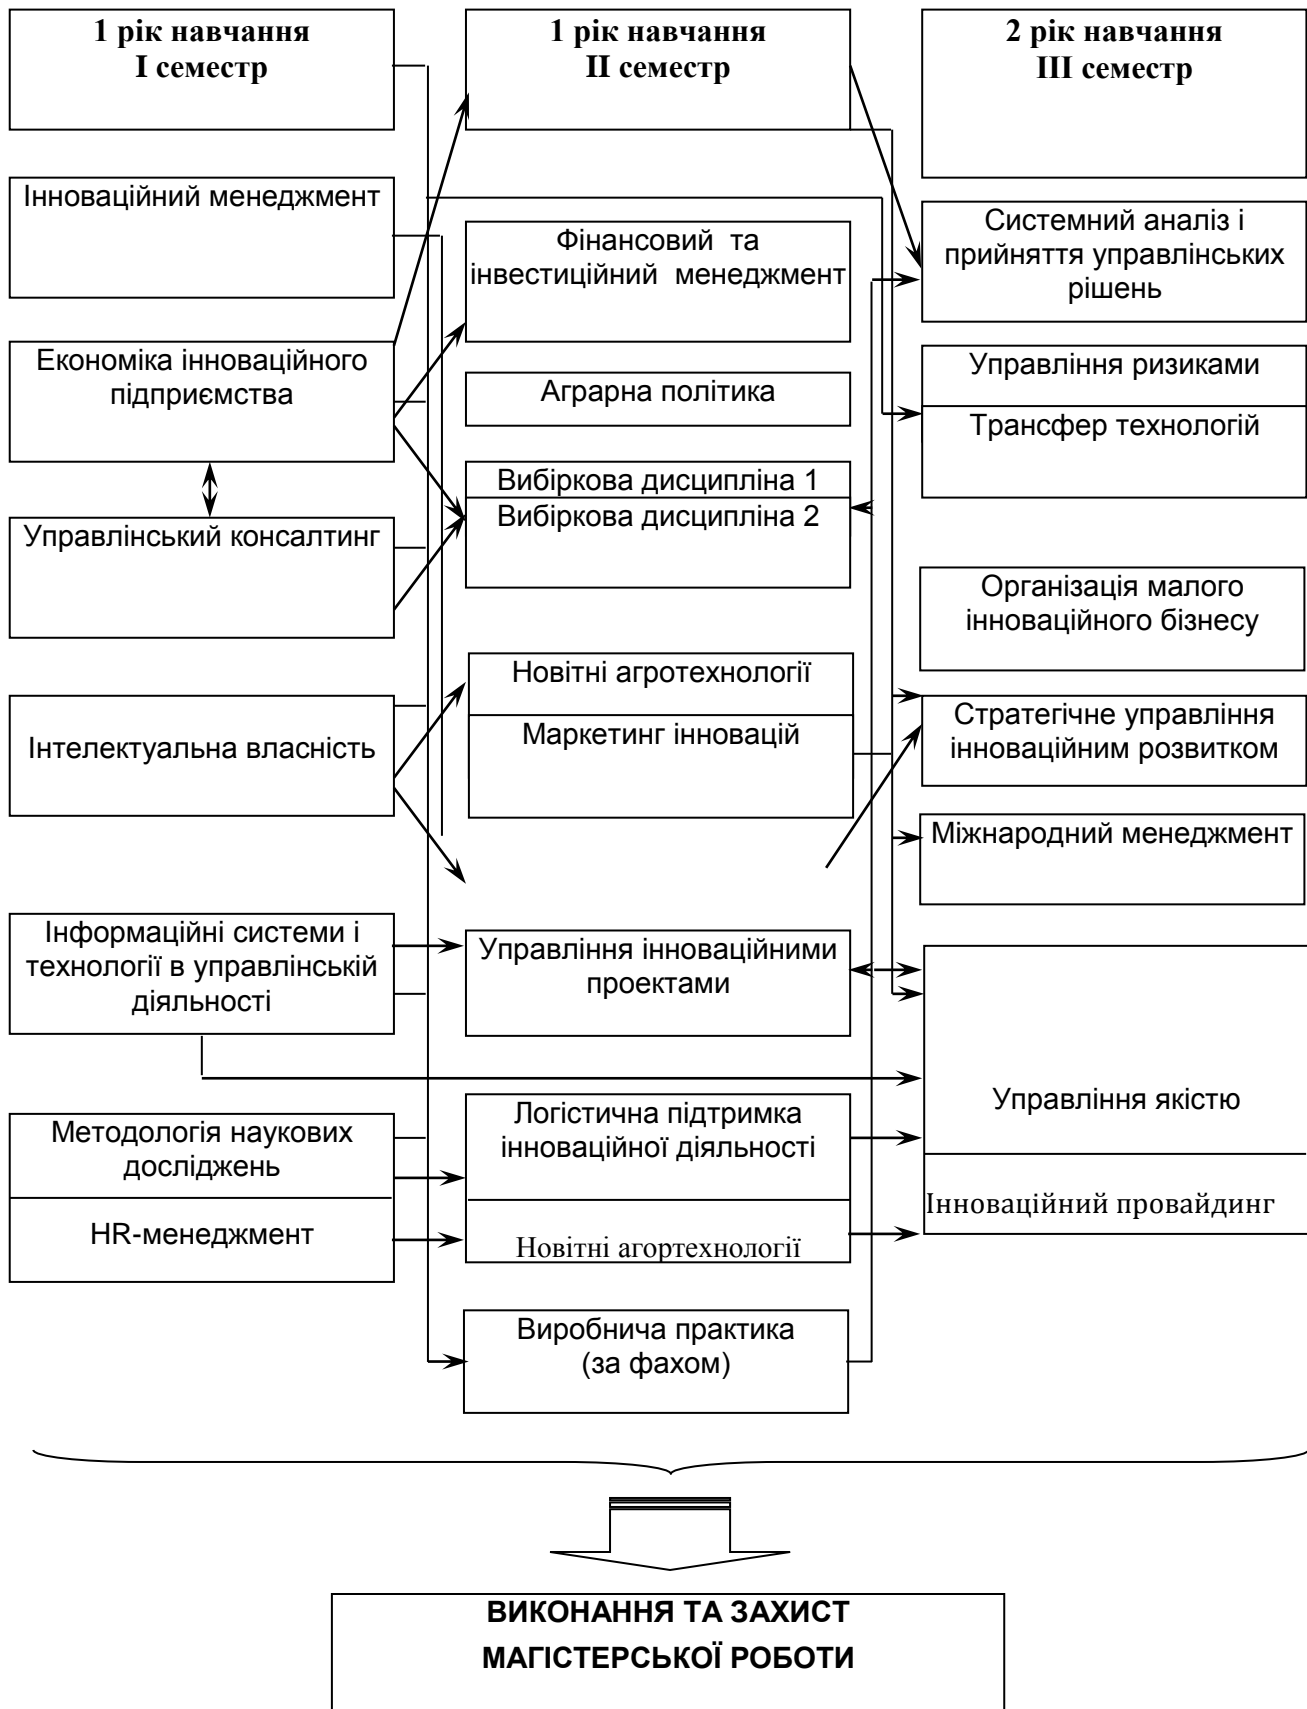 1 рік навчання
І семестр
1 рік навчання
ІІ семестр
2 рік навчання
ІІІ семестр
Інноваційний менеджмент
Економіка інноваційного
підприємства
Управлінський консалтинг
Інтелектуальна власність
Інформаційні системи і
технології в управлінській
діяльності
Методологія наукових
досліджень
HR-менеджмент
Фінансовий та
інвестиційний менеджмент
Аграрна політика
Вибіркова дисципліна 1
Вибіркова дисципліна 2
Новітні агротехнології
Маркетинг інновацій
Управління інноваційними
проектами
Логістична підтримка
інноваційної діяльності
Новітні агортехнології
Виробнича практика
(за фахом)
Системний аналіз і
прийняття управлінських
рішень
Управління ризиками
Трансфер технологій
Організація малого
інноваційного бізнесу
Стратегічне управління
інноваційним розвитком
Міжнародний менеджмент
Управління якістю
Інноваційний провайдинг
ВИКОНАННЯ ТА ЗАХИСТ
МАГІСТЕРСЬКОЇ РОБОТИ